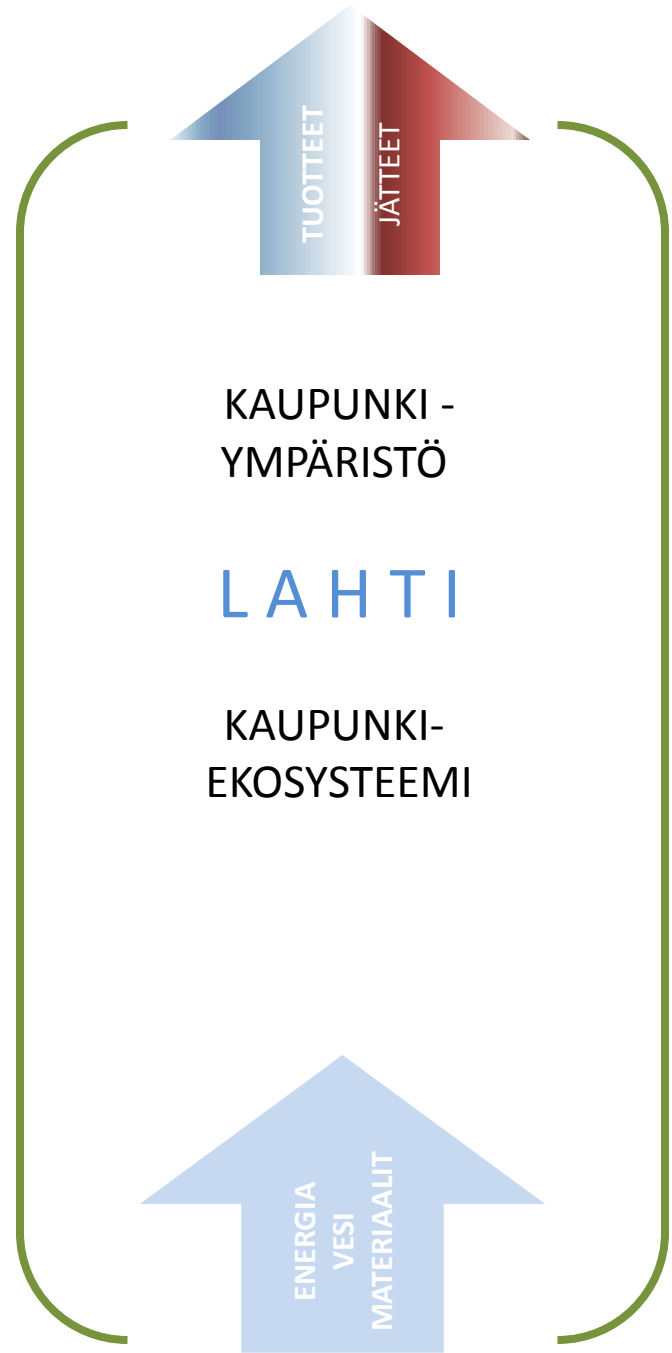 TUOTTEET
JÄTTEET
KAUPUNKI -
YMPÄRISTÖ
L A H T I
KAUPUNKI-
EKOSYSTEEMI
ENERGIA
VESI
MATERIAALIT